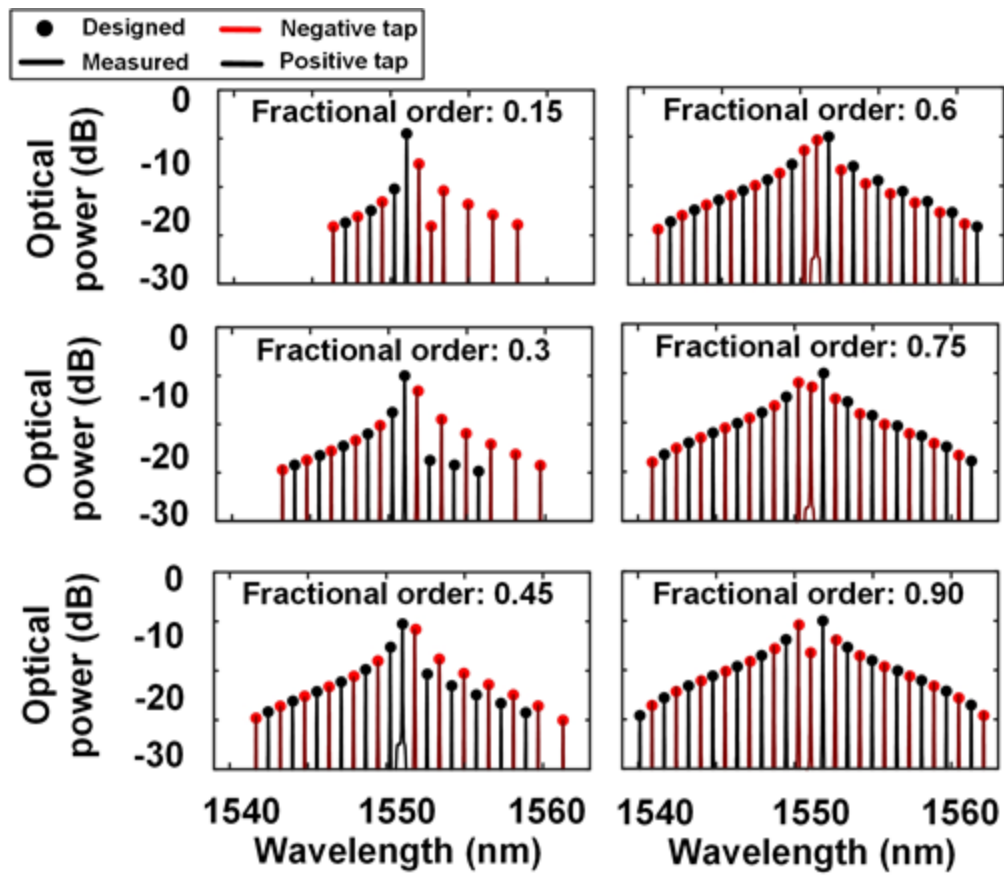 Designed Negative tap
Measured Positive tap
Fractional order: 0.15
Fractional order: 0.6
Optical
power (dB)
0
-10
-20
-30
Fractional order: 0.3
Fractional order: 0.75
Optical
power (dB)
0
-10
-20
-30
Fractional order: 0.45
Fractional order: 0.90
Optical
power (dB)
0
-10
-20
-30
1540 1550 1560 1540 1550 1560
Wavelength (nm) Wavelength (nm)